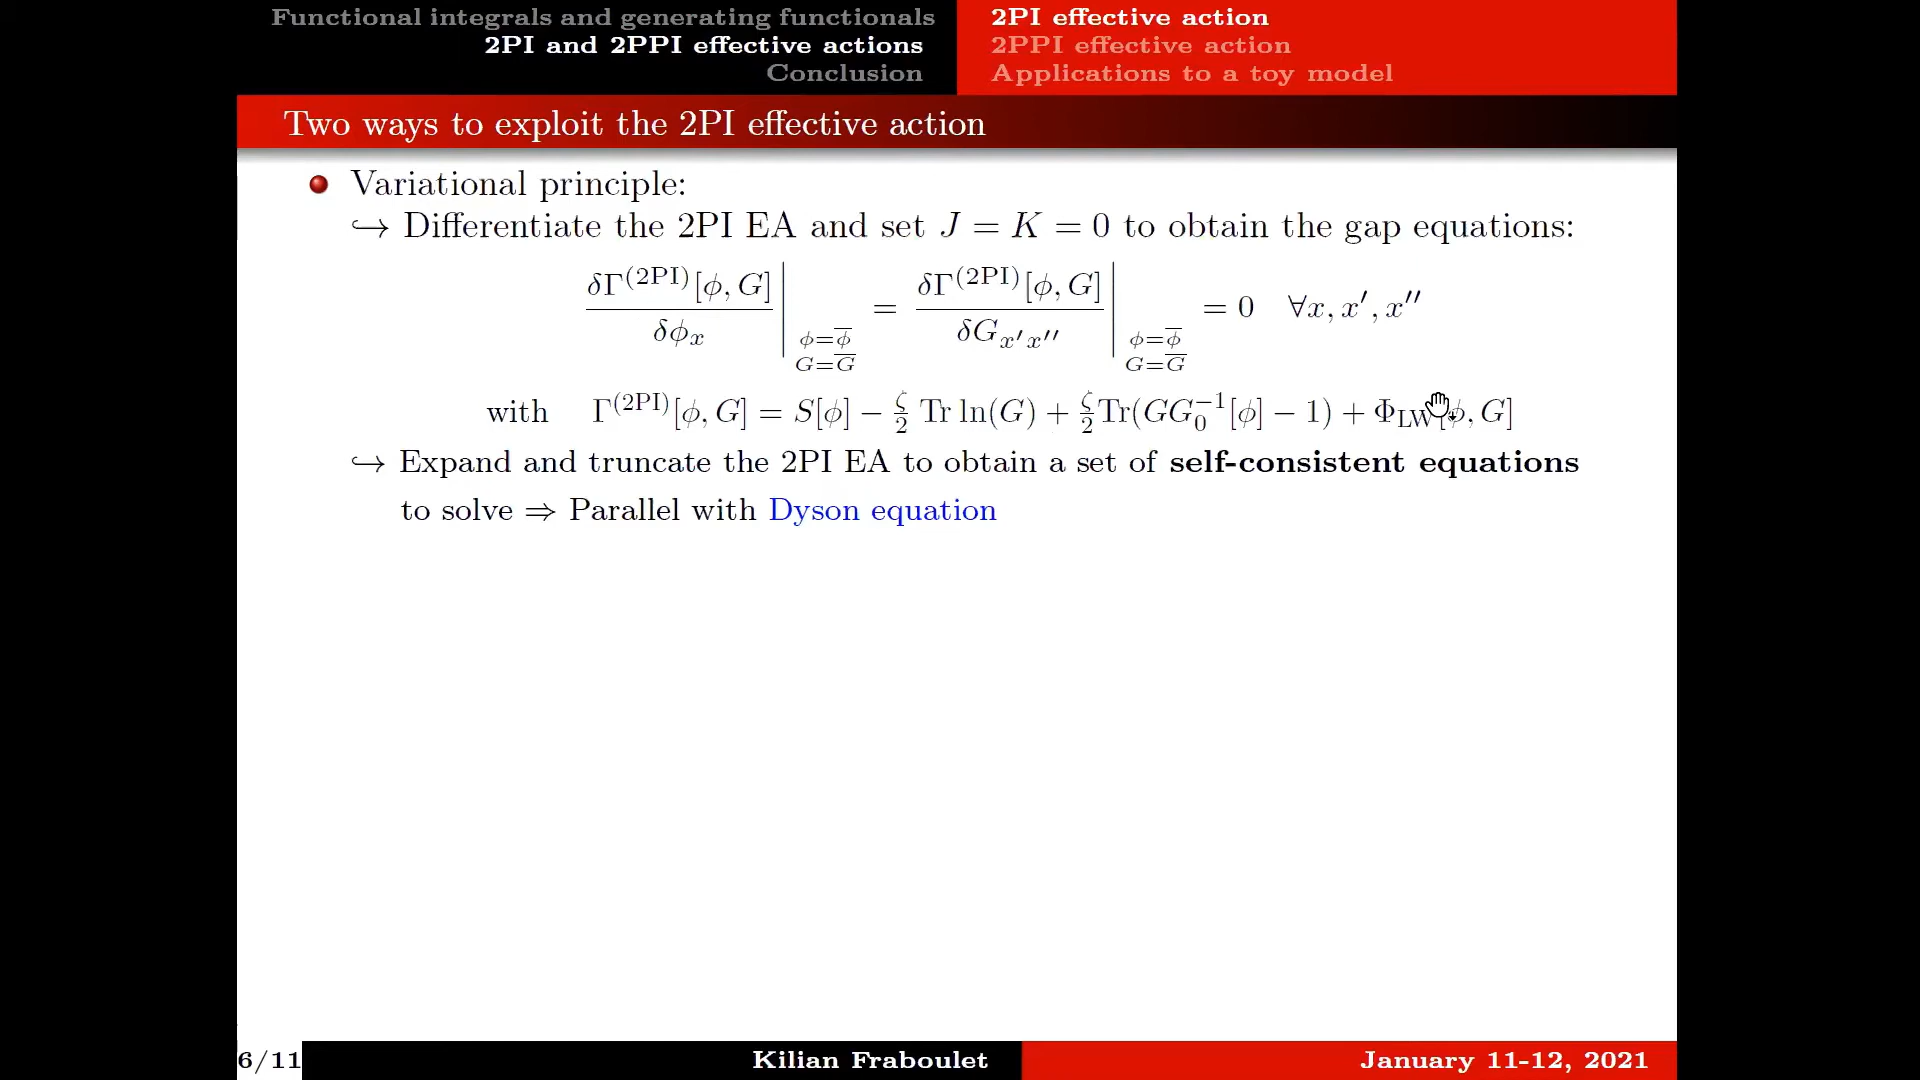 Functional integrals and generating functionals
2PI and 2PPI effective actions
Conclusion
2PI effective action
2PPI effective action
Applications to a toy model
Two ways to exploit the 2PI effective action
Variational principle:
↪ Differentiate the 2PI EA and set J = K = 0 to obtain the gap equations:
δΓ^(2PI)[ϕ, G] / δϕ_x |_{ϕ=ϕ̅, G=G̅} = δΓ^(2PI)[ϕ, G] / δG_{x′x″} |_{ϕ=ϕ̅, G=G̅} = 0 ∀x, x′, x″
with Γ^(2PI)[ϕ, G] = S[ϕ] − ζ/2 Tr ln(G) + ζ/2 Tr(GG₀⁻¹[ϕ] − 1) + Φ_LW[ϕ, G]
↪ Expand and truncate the 2PI EA to obtain a set of self-consistent equations
to solve ⇒ Parallel with Dyson equation
6/11
Kilian Fraboulet
January 11-12, 2021